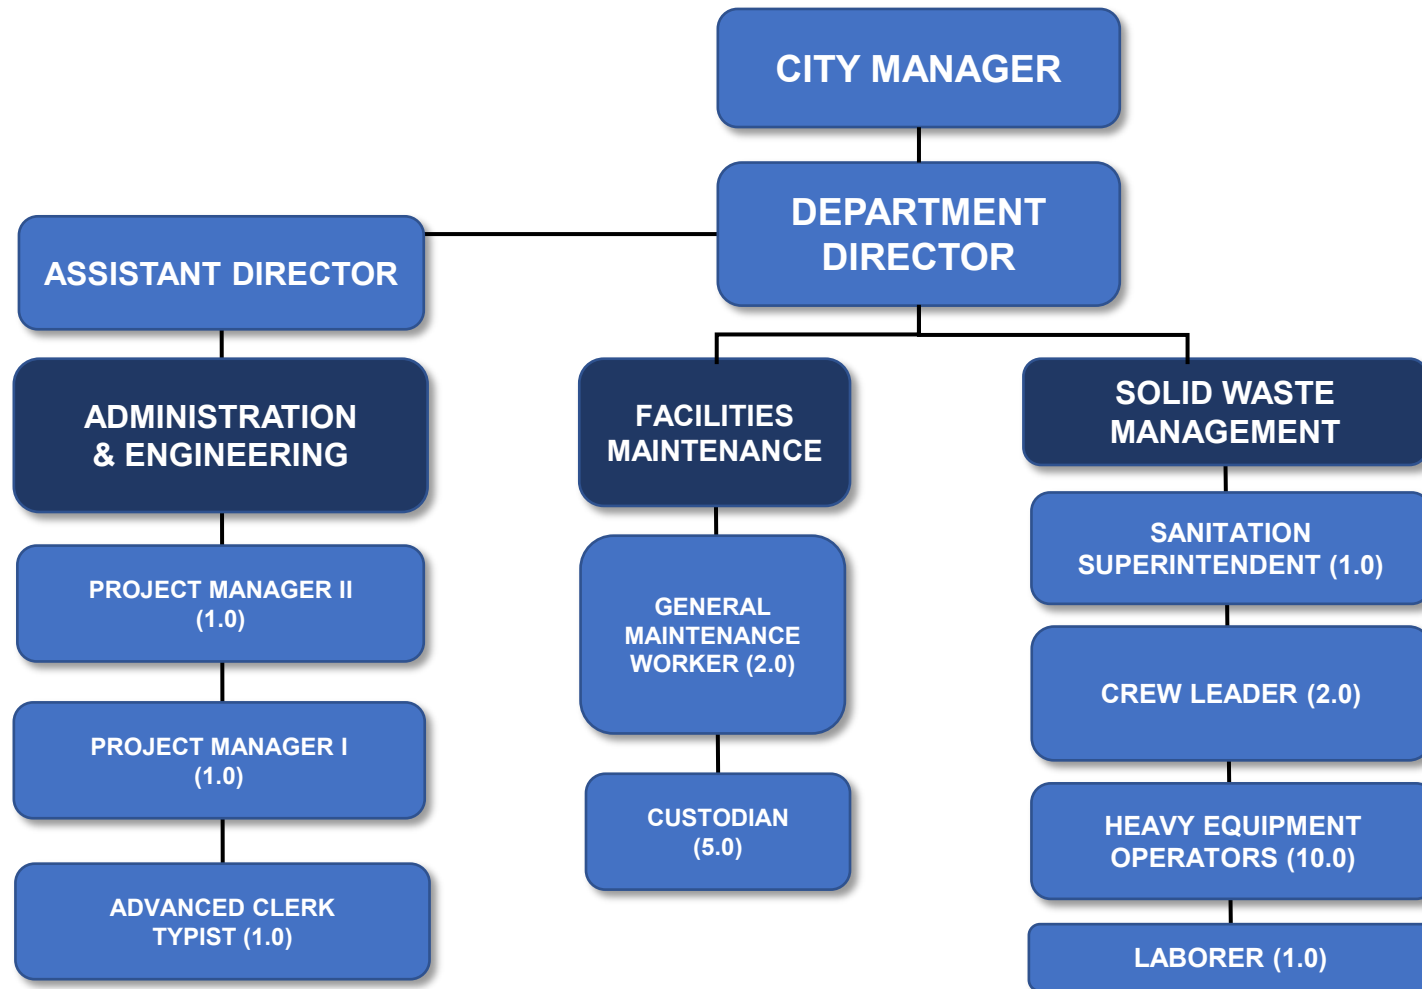 CITY MANAGER
DEPARTMENT
DIRECTOR
ASSISTANT DIRECTOR
ADMINISTRATION
& ENGINEERING
PROJECT MANAGER II
(1.0)
PROJECT MANAGER I
(1.0)
ADVANCED CLERK
TYPIST (1.0)
FACILITIES
MAINTENANCE
GENERAL
MAINTENANCE
WORKER (2.0)
CUSTODIAN
(5.0)
SOLID WASTE
MANAGEMENT
SANITATION
SUPERINTENDENT (1.0)
CREW LEADER (2.0)
HEAVY EQUIPMENT
OPERATORS (10.0)
LABORER (1.0)